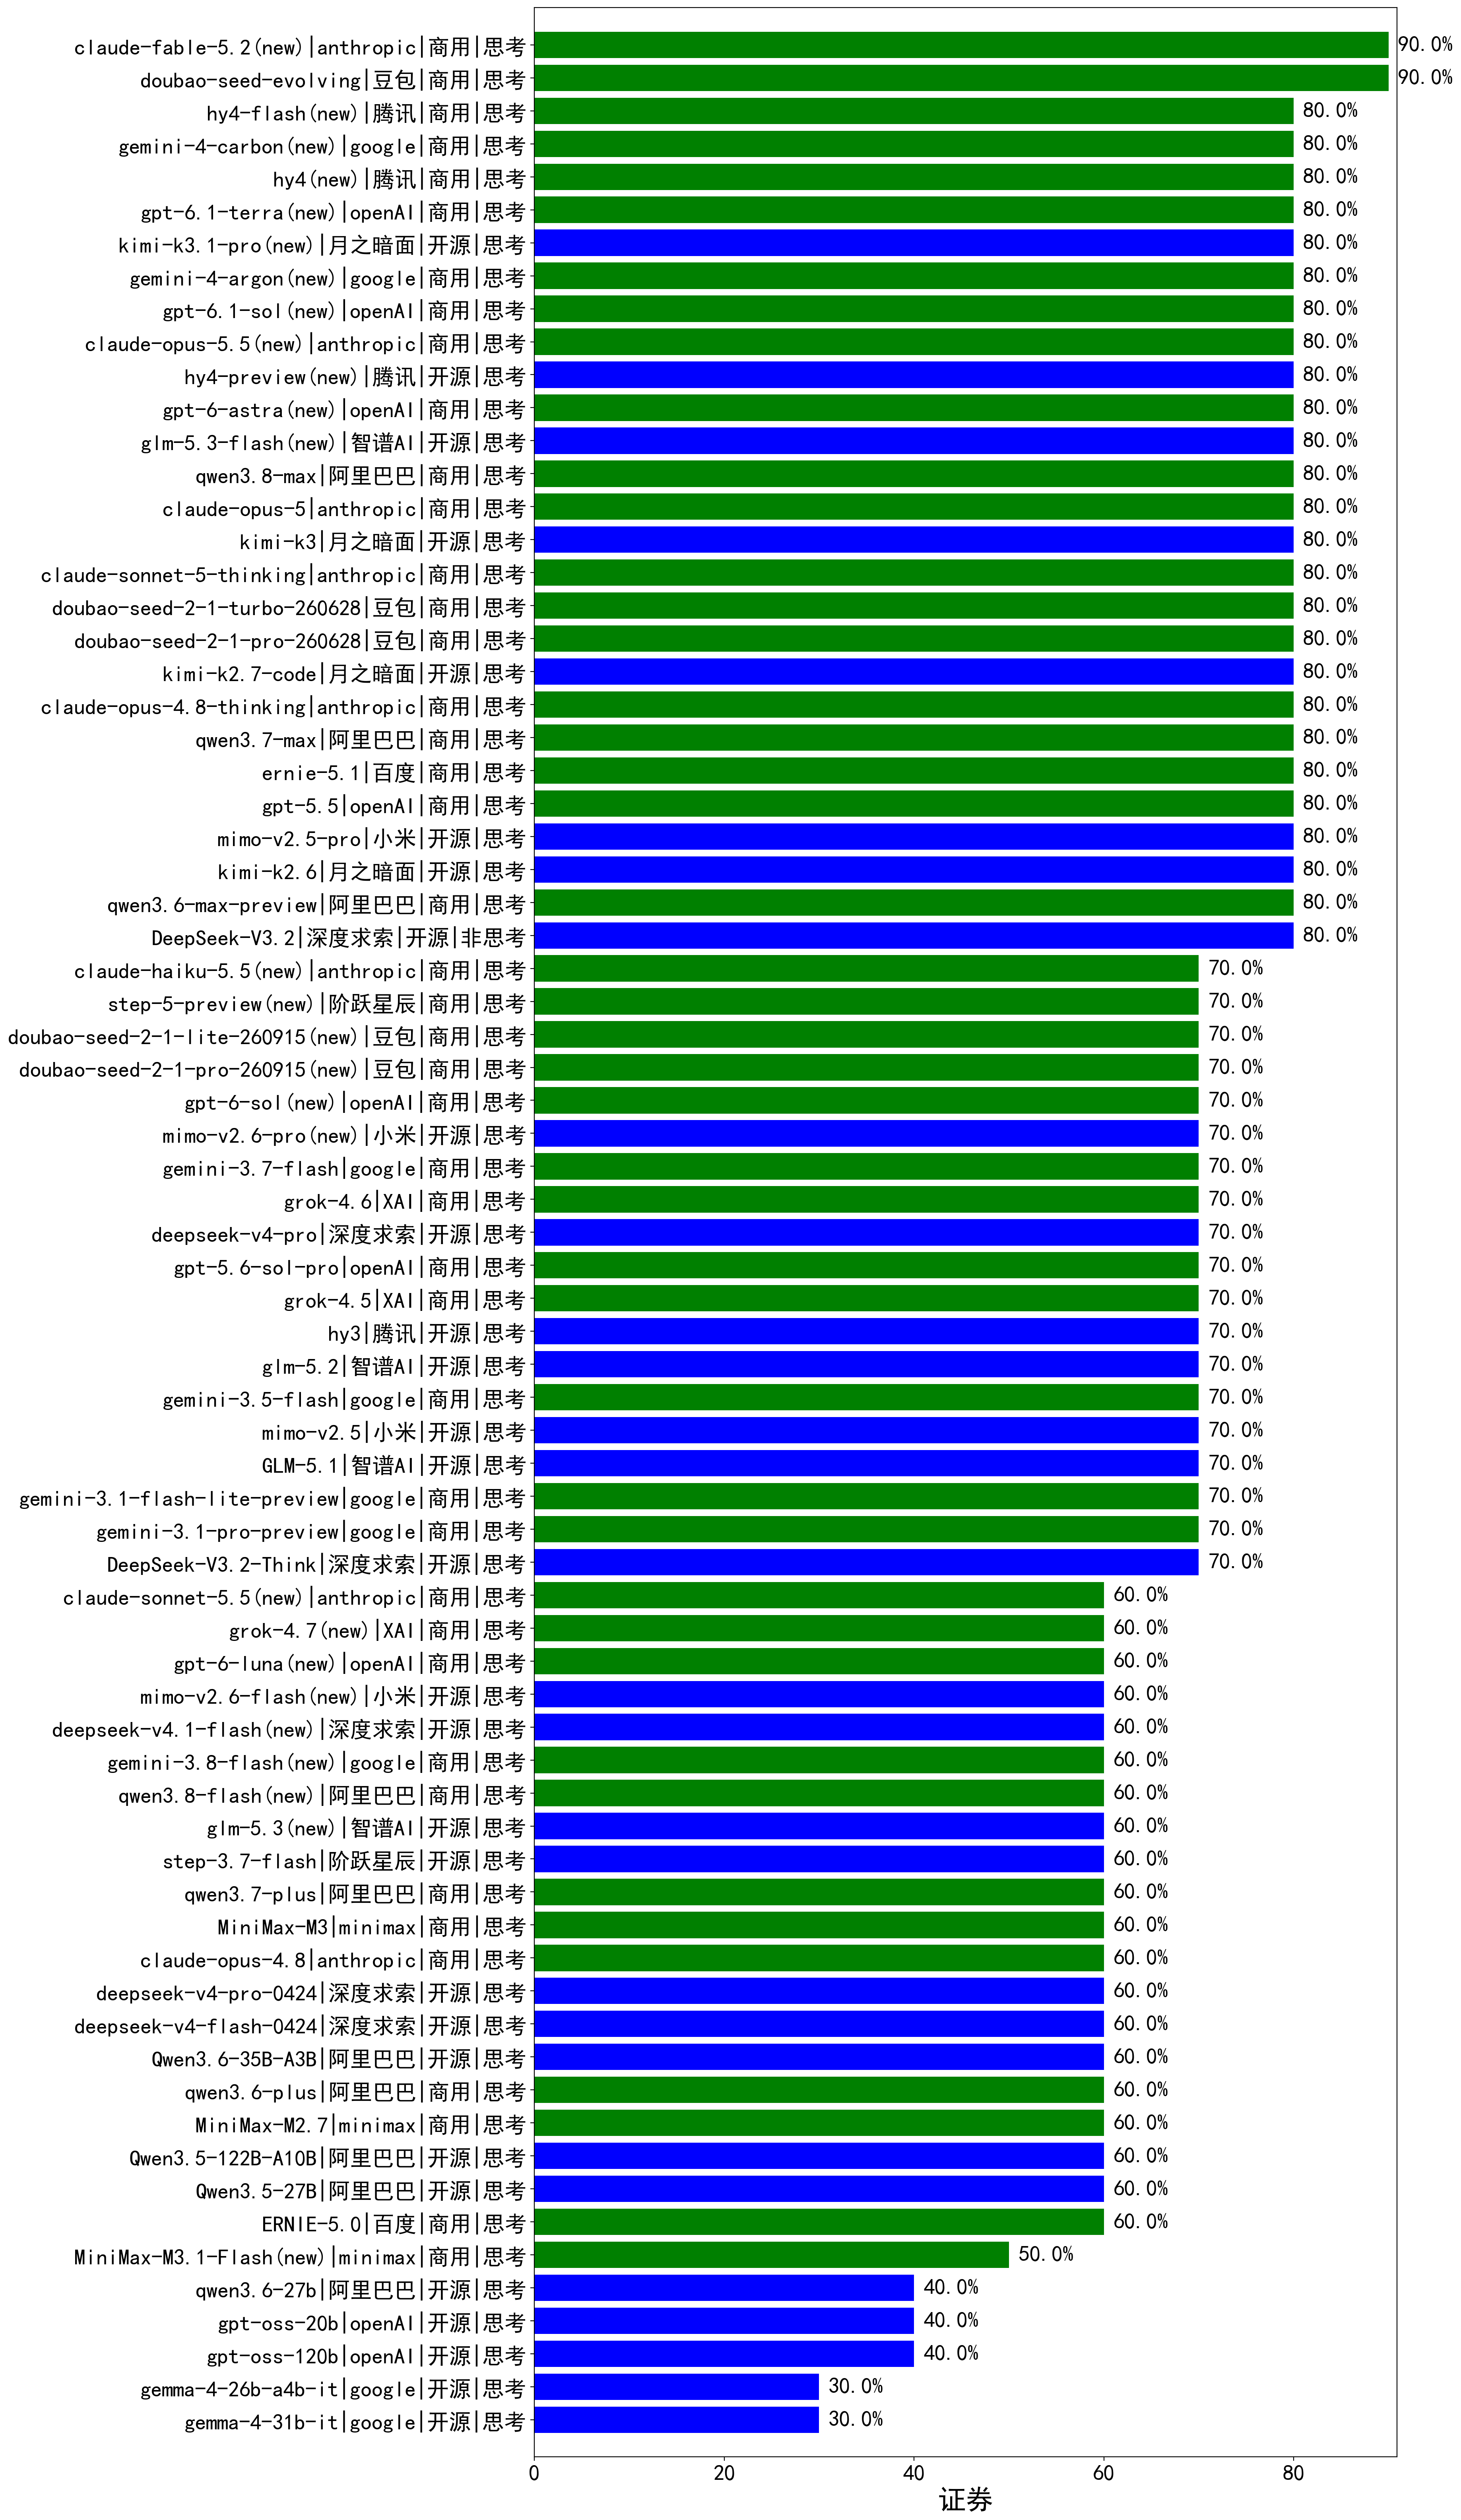 claude-fable-5.2(new)|anthropic|商用|思考 90.0%
doubao-seed-evolving|豆包|商用|思考 90.0%
hy4-flash(new)|腾讯|商用|思考 80.0%
gemini-4-carbon(new)|google|商用|思考 80.0%
hy4(new)|腾讯|商用|思考 80.0%
gpt-6.1-terra(new)|openAI|商用|思考 80.0%
kimi-k3.1-pro(new)|月之暗面|开源|思考 80.0%
gemini-4-argon(new)|google|商用|思考 80.0%
gpt-6.1-sol(new)|openAI|商用|思考 80.0%
claude-opus-5.5(new)|anthropic|商用|思考 80.0%
hy4-preview(new)|腾讯|开源|思考 80.0%
gpt-6-astra(new)|openAI|商用|思考 80.0%
glm-5.3-flash(new)|智谱AI|开源|思考 80.0%
qwen3.8-max|阿里巴巴|商用|思考 80.0%
claude-opus-5|anthropic|商用|思考 80.0%
kimi-k3|月之暗面|开源|思考 80.0%
claude-sonnet-5-thinking|anthropic|商用|思考 80.0%
doubao-seed-2-1-turbo-260628|豆包|商用|思考 80.0%
doubao-seed-2-1-pro-260628|豆包|商用|思考 80.0%
kimi-k2.7-code|月之暗面|开源|思考 80.0%
claude-opus-4.8-thinking|anthropic|商用|思考 80.0%
qwen3.7-max|阿里巴巴|商用|思考 80.0%
ernie-5.1|百度|商用|思考 80.0%
gpt-5.5|openAI|商用|思考 80.0%
mimo-v2.5-pro|小米|开源|思考 80.0%
kimi-k2.6|月之暗面|开源|思考 80.0%
qwen3.6-max-preview|阿里巴巴|商用|思考 80.0%
DeepSeek-V3.2|深度求索|开源|非思考 80.0%
claude-haiku-5.5(new)|anthropic|商用|思考 70.0%
step-5-preview(new)|阶跃星辰|商用|思考 70.0%
doubao-seed-2-1-lite-260915(new)|豆包|商用|思考 70.0%
doubao-seed-2-1-pro-260915(new)|豆包|商用|思考 70.0%
gpt-6-sol(new)|openAI|商用|思考 70.0%
mimo-v2.6-pro(new)|小米|开源|思考 70.0%
gemini-3.7-flash|google|商用|思考 70.0%
grok-4.6|XAI|商用|思考 70.0%
deepseek-v4-pro|深度求索|开源|思考 70.0%
gpt-5.6-sol-pro|openAI|商用|思考 70.0%
grok-4.5|XAI|商用|思考 70.0%
hy3|腾讯|开源|思考 70.0%
glm-5.2|智谱AI|开源|思考 70.0%
gemini-3.5-flash|google|商用|思考 70.0%
mimo-v2.5|小米|开源|思考 70.0%
GLM-5.1|智谱AI|开源|思考 70.0%
gemini-3.1-flash-lite-preview|google|商用|思考 70.0%
gemini-3.1-pro-preview|google|商用|思考 70.0%
DeepSeek-V3.2-Think|深度求索|开源|思考 70.0%
claude-sonnet-5.5(new)|anthropic|商用|思考 60.0%
grok-4.7(new)|XAI|商用|思考 60.0%
gpt-6-luna(new)|openAI|商用|思考 60.0%
mimo-v2.6-flash(new)|小米|开源|思考 60.0%
deepseek-v4.1-flash(new)|深度求索|开源|思考 60.0%
gemini-3.8-flash(new)|google|商用|思考 60.0%
qwen3.8-flash(new)|阿里巴巴|商用|思考 60.0%
glm-5.3(new)|智谱AI|开源|思考 60.0%
step-3.7-flash|阶跃星辰|开源|思考 60.0%
qwen3.7-plus|阿里巴巴|商用|思考 60.0%
MiniMax-M3|minimax|商用|思考 60.0%
claude-opus-4.8|anthropic|商用|思考 60.0%
deepseek-v4-pro-0424|深度求索|开源|思考 60.0%
deepseek-v4-flash-0424|深度求索|开源|思考 60.0%
Qwen3.6-35B-A3B|阿里巴巴|开源|思考 60.0%
qwen3.6-plus|阿里巴巴|商用|思考 60.0%
MiniMax-M2.7|minimax|商用|思考 60.0%
Qwen3.5-122B-A10B|阿里巴巴|开源|思考 60.0%
Qwen3.5-27B|阿里巴巴|开源|思考 60.0%
ERNIE-5.0|百度|商用|思考 60.0%
MiniMax-M3.1-Flash(new)|minimax|商用|思考 50.0%
qwen3.6-27b|阿里巴巴|开源|思考 40.0%
gpt-oss-20b|openAI|开源|思考 40.0%
gpt-oss-120b|openAI|开源|思考 40.0%
gemma-4-26b-a4b-it|google|开源|思考 30.0%
gemma-4-31b-it|google|开源|思考 30.0%
0 20 40 60 80
证券